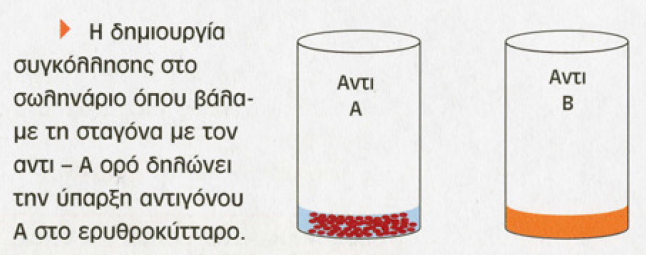 Η δημιουργία
συγκόλλησης στο
σωληνάριο όπου βάλα-
με τη σταγόνα με τον
αντι – Α ορό δηλώνει
την ύπαρξη αντιγόνου
Α στο ερυθροκύτταρο.
Αντι
Α
Αντι
Β